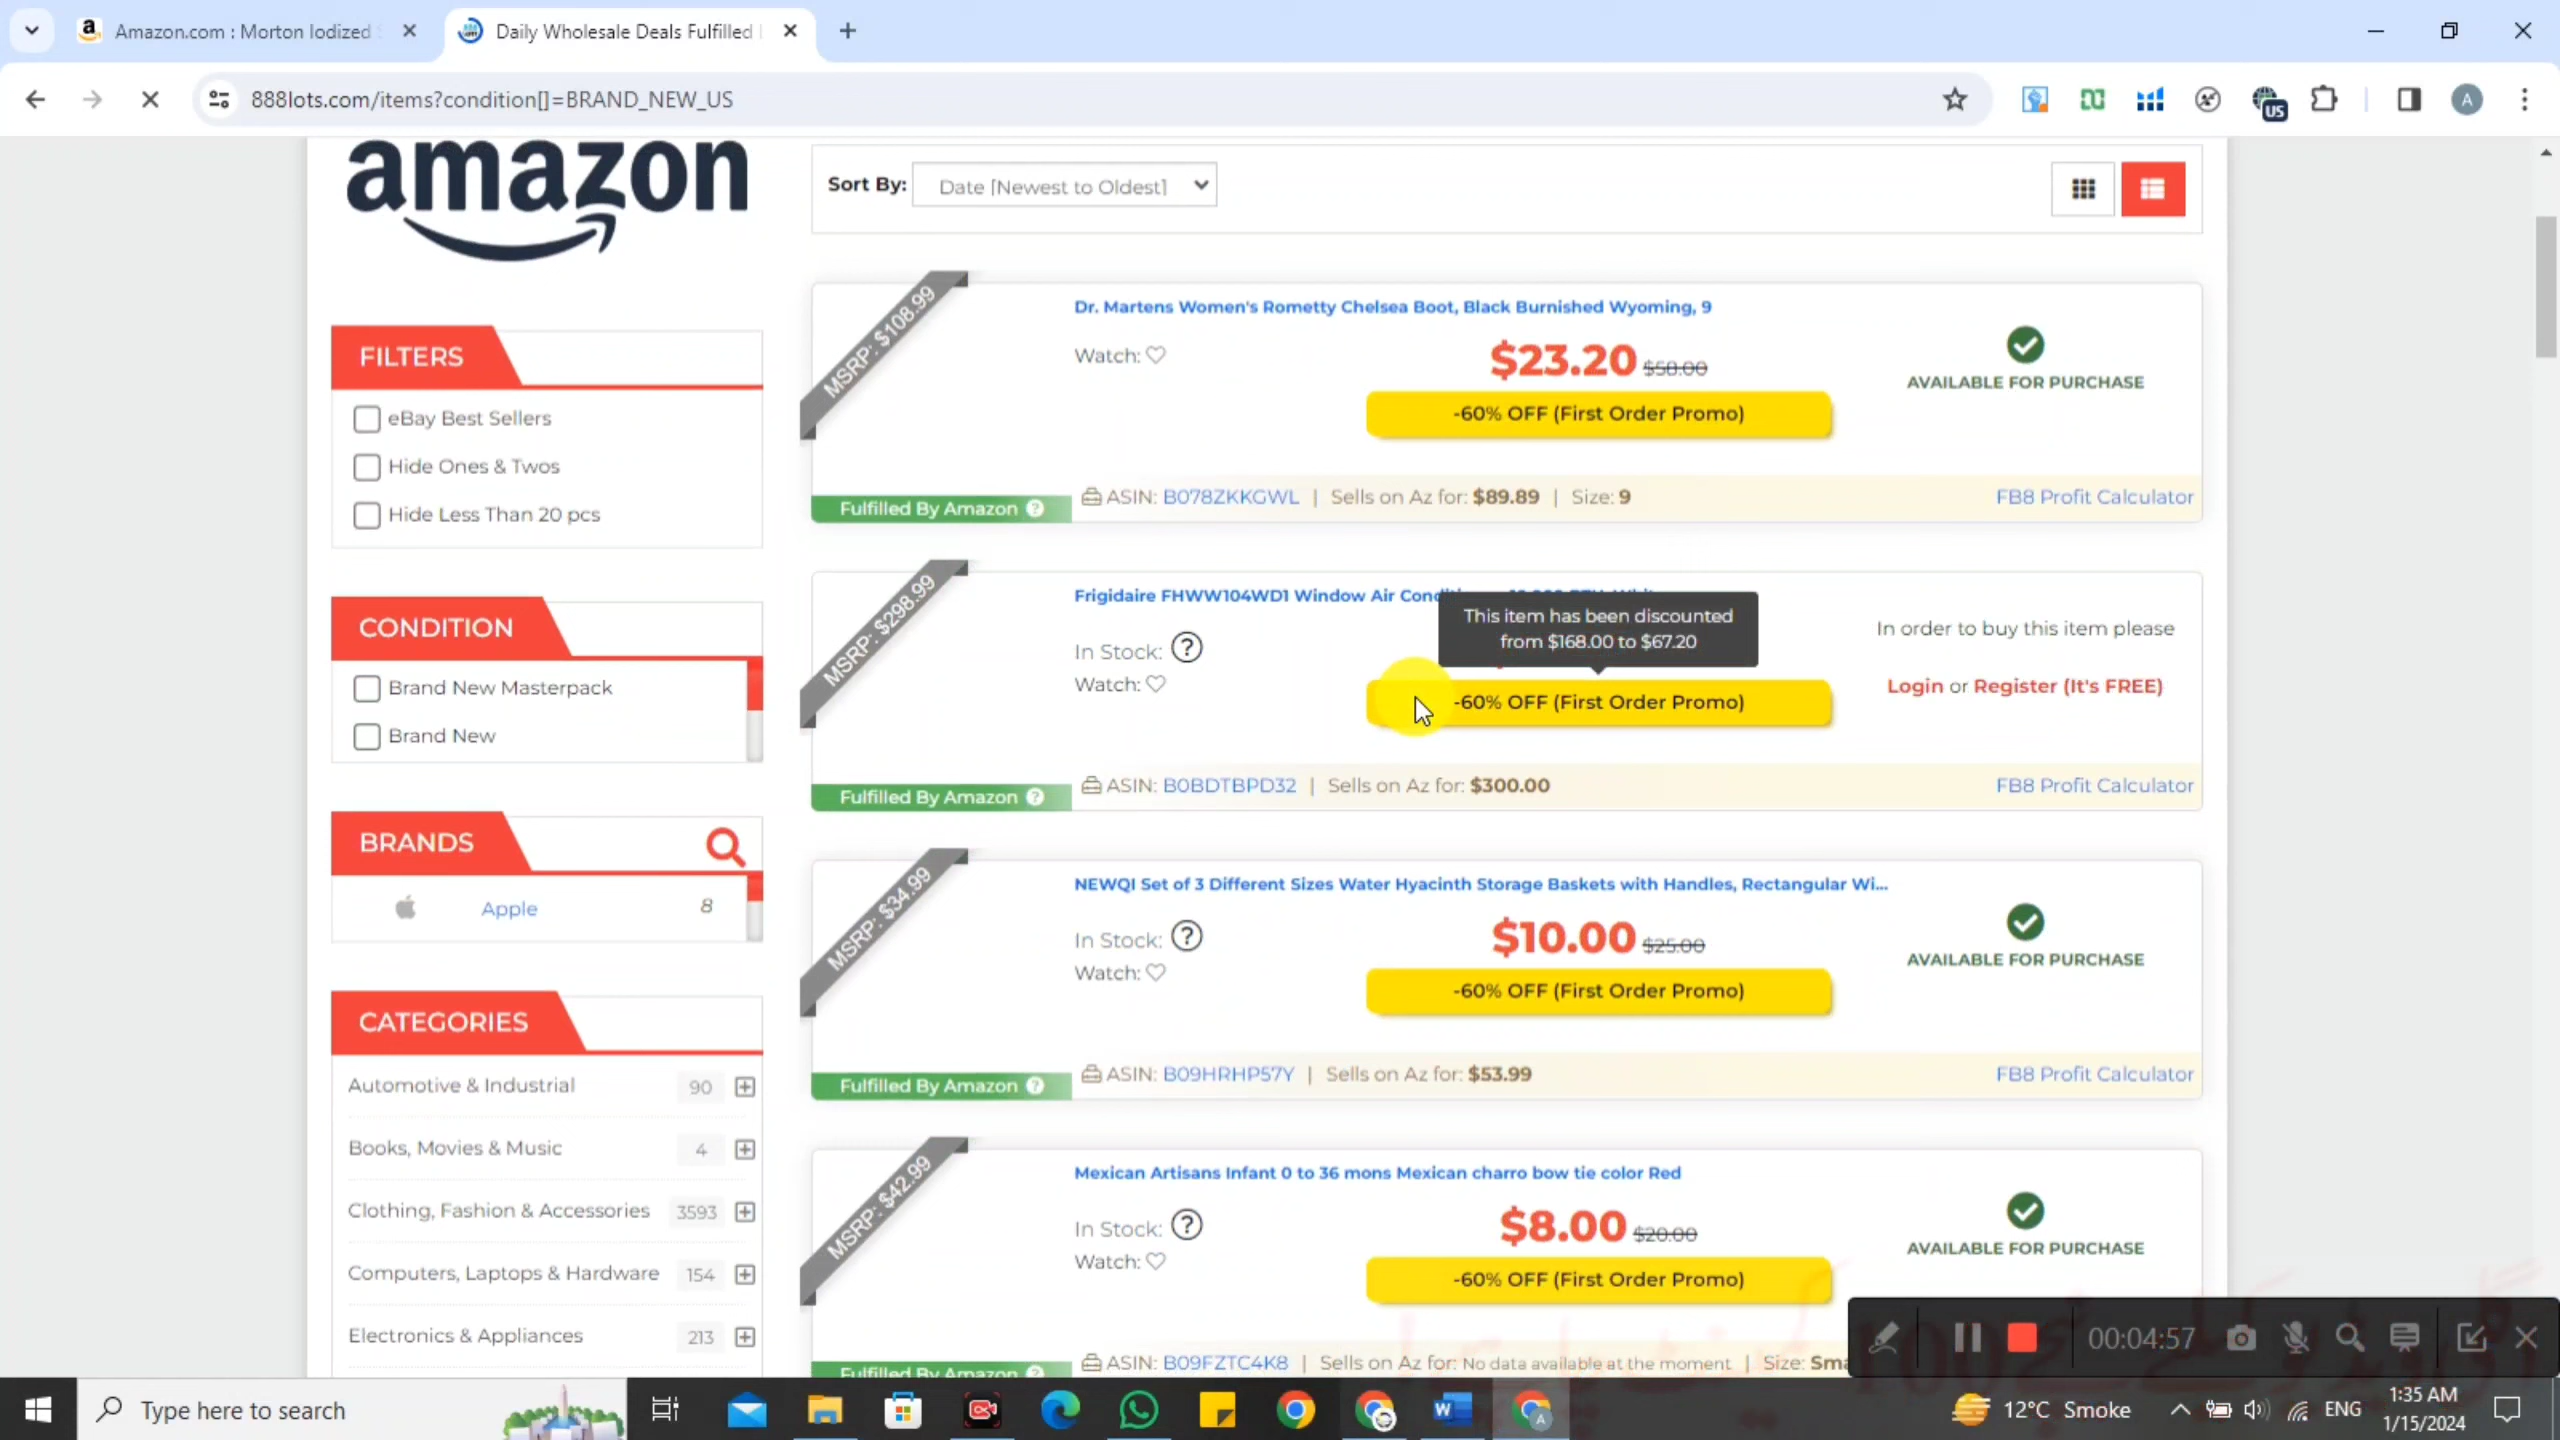 Amazon.com : Morton Iodized S
Daily Wholesale Deals Fulfilled
888lots.com/items?condition[]=BRAND_NEW_US
US
A
amazon
Sort By: Date [Newest to Oldest]
FILTERS
eBay Best Sellers
Hide Ones & Twos
Hide Less Than 20 pcs
CONDITION
Brand New Masterpack
Brand New
BRANDS
Apple 8
CATEGORIES
Automotive & Industrial 90
Books, Movies & Music 4
Clothing, Fashion & Accessories 3593
Computers, Laptops & Hardware 154
Electronics & Appliances 213
MSRP: $108.99
Dr. Martens Women's Rometty Chelsea Boot, Black Burnished Wyoming, 9
Watch:
$23.20 $58.00
-60% OFF (First Order Promo)
AVAILABLE FOR PURCHASE
Fulfilled By Amazon ?
ASIN: B078ZKKGWL | Sells on Az for: $89.89 | Size: 9
FB8 Profit Calculator
MSRP: $298.99
Frigidaire FHWW104WD1 Window Air
This item has been discounted
from $168.00 to $67.20
In Stock: ?
Watch:
-60% OFF (First Order Promo)
In order to buy this item please
Login or Register (It's FREE)
Fulfilled By Amazon ?
ASIN: B0BDTBPD32 | Sells on Az for: $300.00
FB8 Profit Calculator
MSRP: $34.99
NEWQI Set of 3 Different Sizes Water Hyacinth Storage Baskets with Handles, Rectangular Wi...
In Stock: ?
Watch:
$10.00 $25.00
-60% OFF (First Order Promo)
AVAILABLE FOR PURCHASE
Fulfilled By Amazon ?
ASIN: B09HRHP57Y | Sells on Az for: $53.99
FB8 Profit Calculator
MSRP: $42.99
Mexican Artisans Infant 0 to 36 mons Mexican charro bow tie color Red
In Stock: ?
Watch:
$8.00 $20.00
-60% OFF (First Order Promo)
AVAILABLE FOR PURCHASE
Fulfilled By Amazon
ASIN: B09FZTC4K8 | Sells on Az for: No data available at the moment | Size: Sma
00:04:57
Type here to search
12°C Smoke
ENG
1:35 AM
1/15/2024